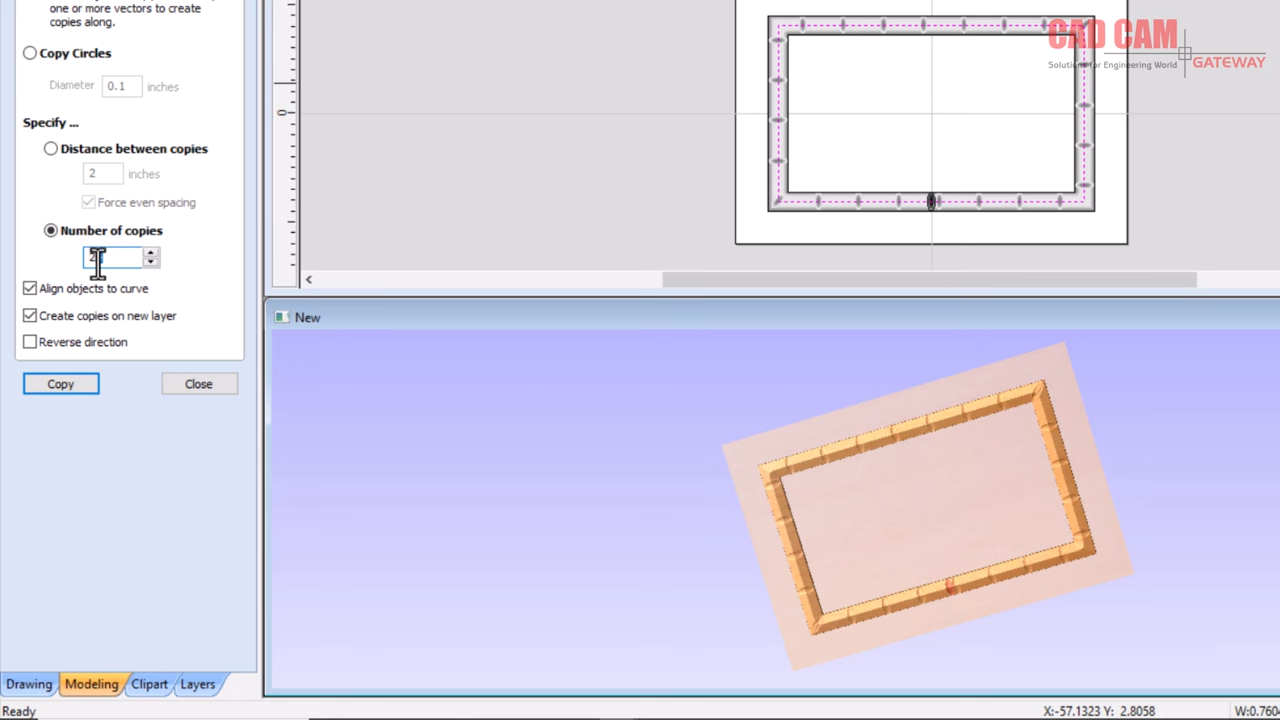 one or more vectors to create
copies along.
Copy Circles
Diameter 0.1 inches
Specify ...
Distance between copies
2 inches
Force even spacing
Number of copies
Align objects to curve
Create copies on new layer
Reverse direction
Copy Close
Drawing Modeling Clipart Layers
Ready
0
CAD CAM
Solutions for Engineering World
GATEWAY
New
X:-57.1323 Y: 2.8058